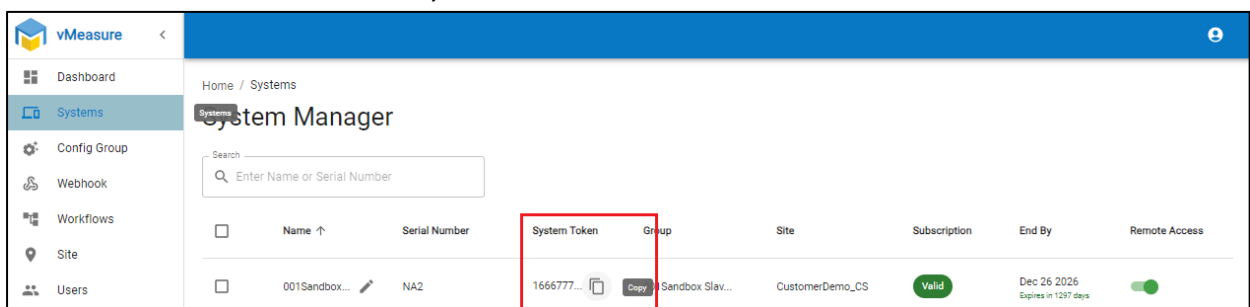 vMeasure
Dashboard
Systems
Config Group
Webhook
Workflows
Site
Users
Home / Systems
System Manager
Systems
Search
Enter Name or Serial Number
Name ↑ Serial Number System Token Group Site Subscription End By Remote Access
001Sandbox... NA2 1666777... Copy Sandbox Slav... CustomerDemo_CS Valid Dec 26 2026
Expires in 1297 days